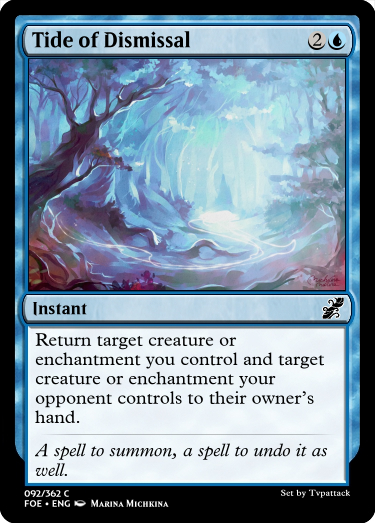 Tide of Dismissal 2
Instant
Return target creature or
enchantment you control and target
creature or enchantment your
opponent controls to their owner's
hand.
A spell to summon, a spell to undo it as
well.
092/362 C
FOE • ENG Marina Michkina
Set by Tvpattack